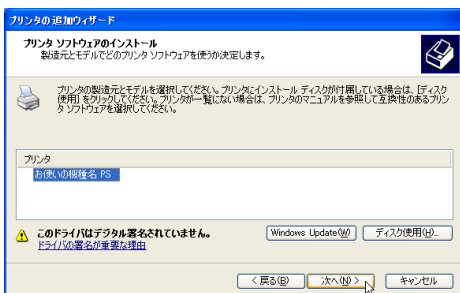 プリンタの追加ウィザード
プリンタ ソフトウェアのインストール
製造元とモデルでどのプリンタ ソフトウェアを使うか決定します。
プリンタの製造元とモデルを選択してください。プリンタにインストール ディスクが付属している場合は、[ディスク
使用] をクリックしてください。プリンタが一覧にない場合は、プリンタのマニュアルを参照して互換性のあるプリン
タ ソフトウェアを選択してください。
プリンタ
お使いの機種名 PS
このドライバはデジタル署名されていません。
ドライバの署名が重要な理由
Windows Update(W)
ディスク使用(H)...
< 戻る(B)
次へ(N) >
キャンセル